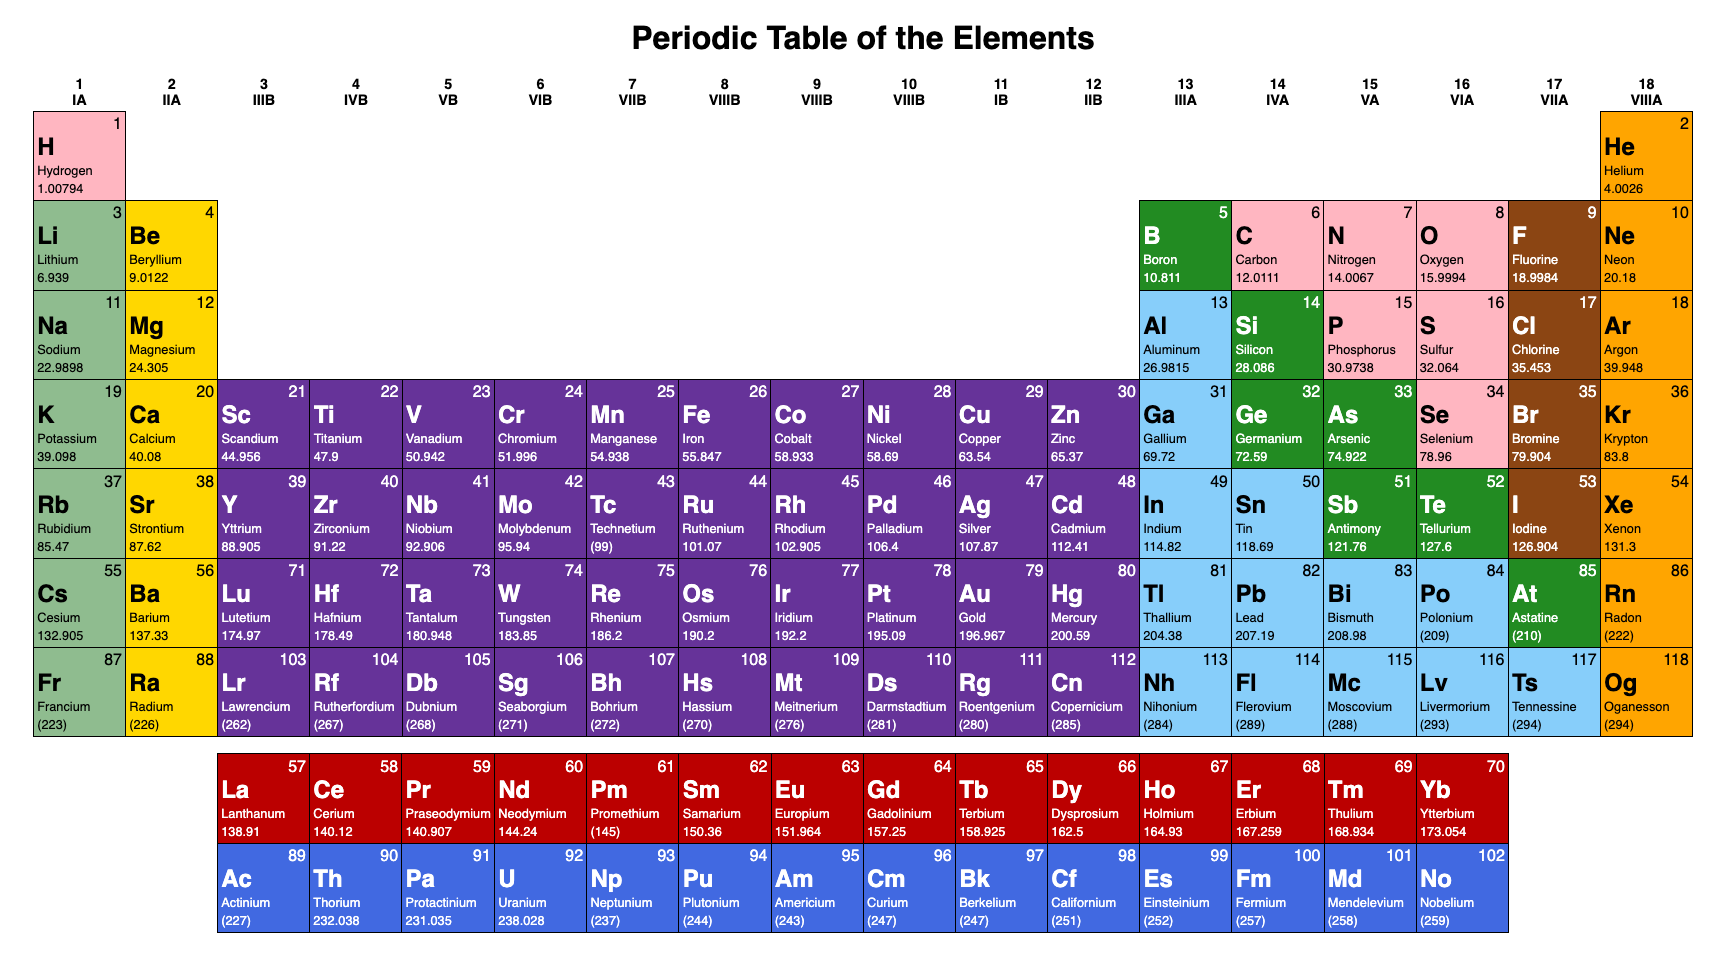 Periodic Table of the Elements
1 2 3 4 5 6 7 8 9 10 11 12 13 14 15 16 17 18
IA IIA IIIB IVB VB VIB VIIB VIIIB VIIIB VIIIB IB IIB IIIA IVA VA VIA VIIA VIIIA
1 2
H He
Hydrogen Helium
1.00794 4.0026
3 4 5 6 7 8 9 10
Li Be B C N O F Ne
Lithium Beryllium Boron Carbon Nitrogen Oxygen Fluorine Neon
6.939 9.0122 10.811 12.0111 14.0067 15.9994 18.9984 20.18
11 12 13 14 15 16 17 18
Na Mg Al Si P S Cl Ar
Sodium Magnesium Aluminum Silicon Phosphorus Sulfur Chlorine Argon
22.9898 24.305 26.9815 28.086 30.9738 32.064 35.453 39.948
19 20 21 22 23 24 25 26 27 28 29 30 31 32 33 34 35 36
K Ca Sc Ti V Cr Mn Fe Co Ni Cu Zn Ga Ge As Se Br Kr
Potassium Calcium Scandium Titanium Vanadium Chromium Manganese Iron Cobalt Nickel Copper Zinc Gallium Germanium Arsenic Selenium Bromine Krypton
39.098 40.08 44.956 47.9 50.942 51.996 54.938 55.847 58.933 58.69 63.54 65.37 69.72 72.59 74.922 78.96 79.904 83.8
37 38 39 40 41 42 43 44 45 46 47 48 49 50 51 52 53 54
Rb Sr Y Zr Nb Mo Tc Ru Rh Pd Ag Cd In Sn Sb Te I Xe
Rubidium Strontium Yttrium Zirconium Niobium Molybdenum Technetium Ruthenium Rhodium Palladium Silver Cadmium Indium Tin Antimony Tellurium Iodine Xenon
85.47 87.62 88.905 91.22 92.906 95.94 (99) 101.07 102.905 106.4 107.87 112.41 114.82 118.69 121.76 127.6 126.904 131.3
55 56 71 72 73 74 75 76 77 78 79 80 81 82 83 84 85 86
Cs Ba Lu Hf Ta W Re Os Ir Pt Au Hg Tl Pb Bi Po At Rn
Cesium Barium Lutetium Hafnium Tantalum Tungsten Rhenium Osmium Iridium Platinum Gold Mercury Thallium Lead Bismuth Polonium Astatine Radon
132.905 137.33 174.97 178.49 180.948 183.85 186.2 190.2 192.2 195.09 196.967 200.59 204.38 207.19 208.98 (209) (210) (222)
87 88 103 104 105 106 107 108 109 110 111 112 113 114 115 116 117 118
Fr Ra Lr Rf Db Sg Bh Hs Mt Ds Rg Cn Nh Fl Mc Lv Ts Og
Francium Radium Lawrencium Rutherfordium Dubnium Seaborgium Bohrium Hassium Meitnerium Darmstadtium Roentgenium Copernicium Nihonium Flerovium Moscovium Livermorium Tennessine Oganesson
(223) (226) (262) (267) (268) (271) (272) (270) (276) (281) (280) (285) (284) (289) (288) (293) (294) (294)
57 58 59 60 61 62 63 64 65 66 67 68 69 70
La Ce Pr Nd Pm Sm Eu Gd Tb Dy Ho Er Tm Yb
Lanthanum Cerium Praseodymium Neodymium Promethium Samarium Europium Gadolinium Terbium Dysprosium Holmium Erbium Thulium Ytterbium
138.91 140.12 140.907 144.24 (145) 150.36 151.964 157.25 158.925 162.5 164.93 167.259 168.934 173.054
89 90 91 92 93 94 95 96 97 98 99 100 101 102
Ac Th Pa U Np Pu Am Cm Bk Cf Es Fm Md No
Actinium Thorium Protactinium Uranium Neptunium Plutonium Americium Curium Berkelium Californium Einsteinium Fermium Mendelevium Nobelium
(227) 232.038 231.035 238.028 (237) (244) (243) (247) (247) (251) (252) (257) (258) (259)